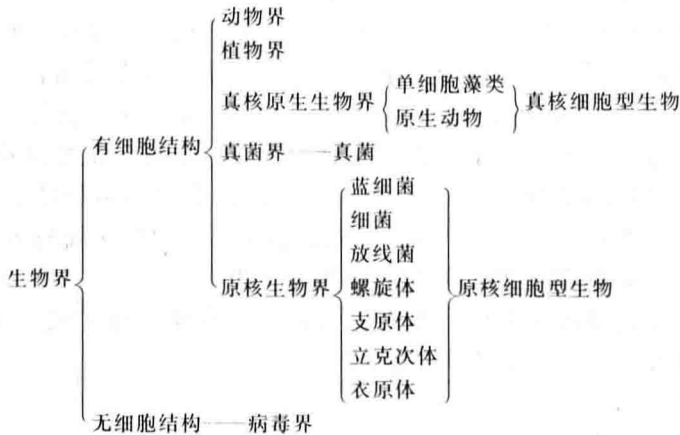 动物界
植物界
真核原生生物界 单细胞藻类 真核细胞型生物
原生动物
有细胞结构 真菌界——真菌
蓝细菌
细菌
放线菌
生物界 原核生物界 螺旋体 原核细胞型生物
支原体
立克次体
衣原体
无细胞结构——病毒界